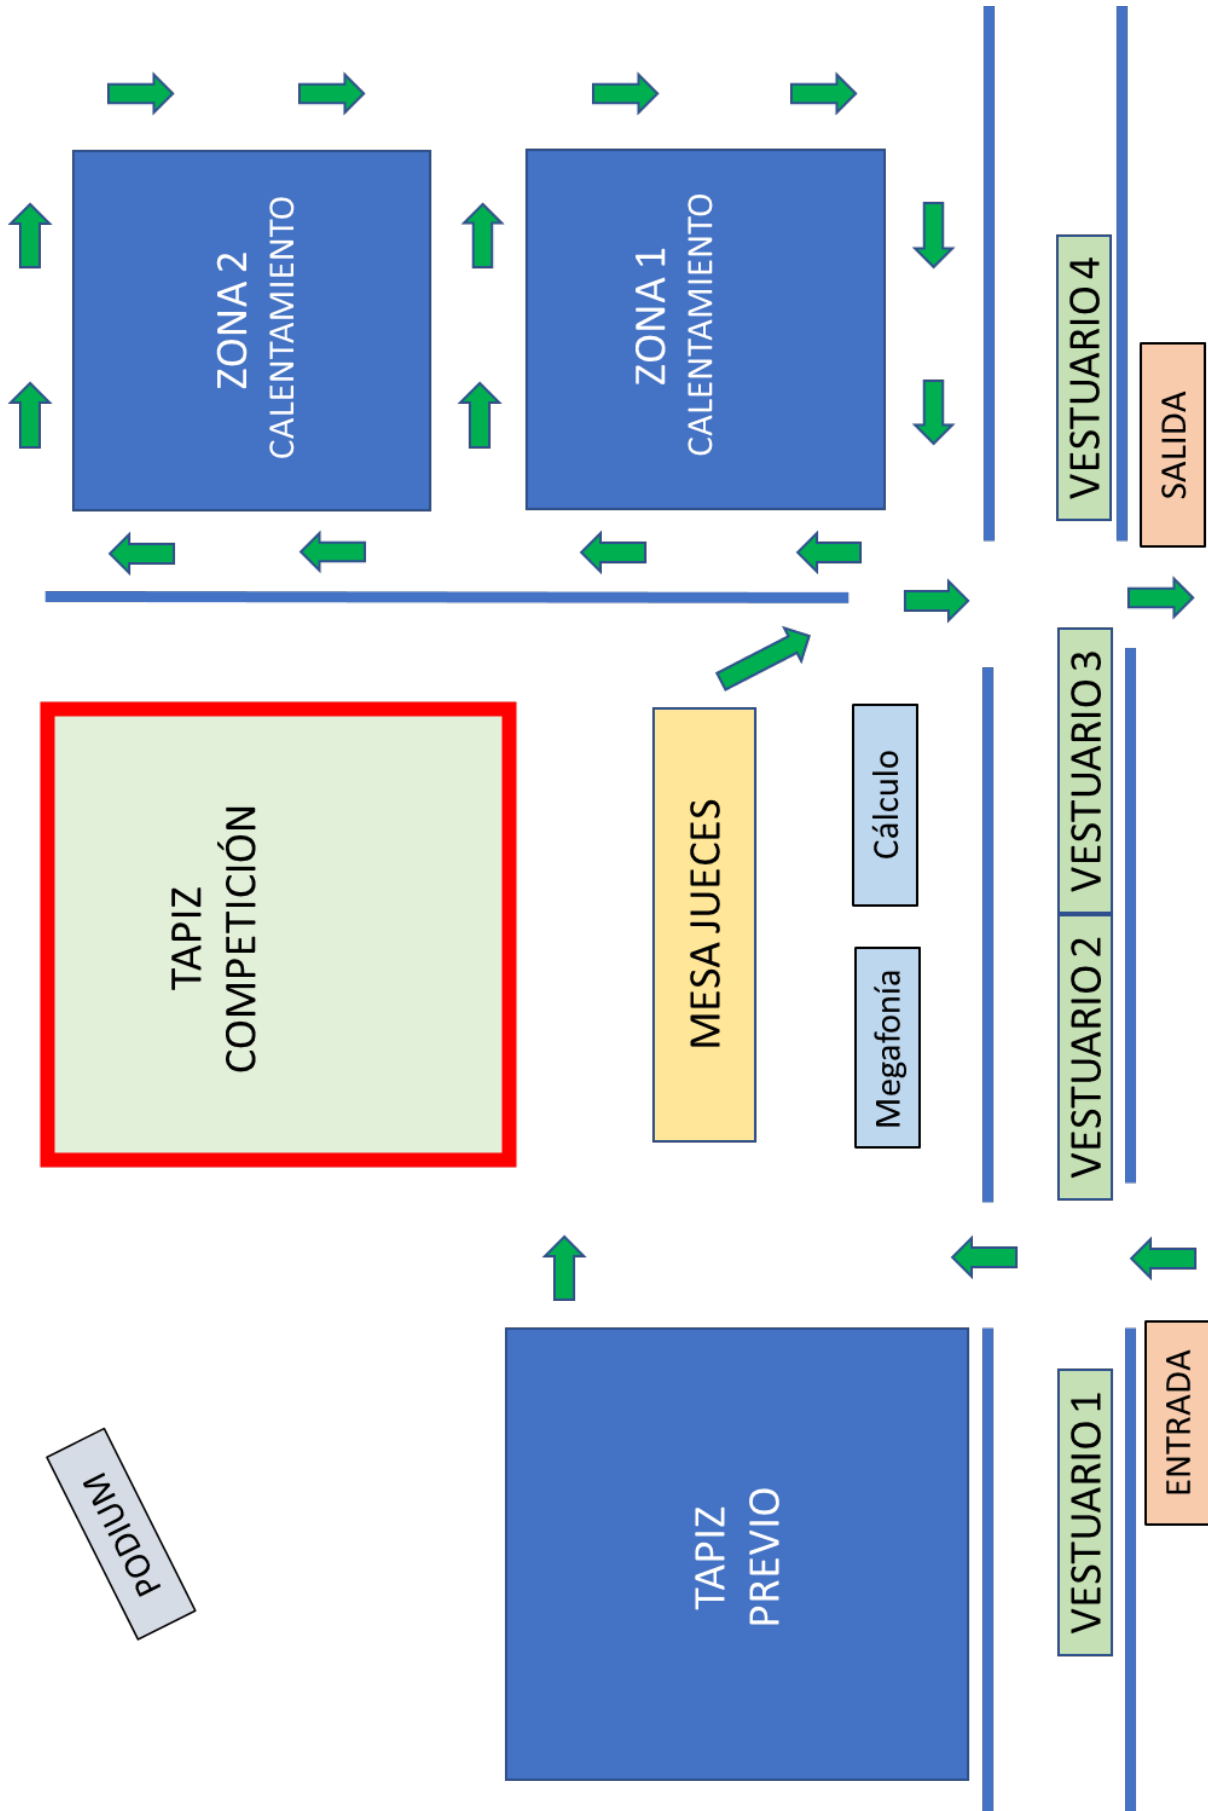 PODIUM
TAPIZ
COMPETICIÓN
ZONA 2
CALENTAMIENTO
TAPIZ
PREVIO
MESA JUECES
ZONA 1
CALENTAMIENTO
Megafonía
Cálculo
VESTUARIO 1
VESTUARIO 2
VESTUARIO 3
VESTUARIO 4
ENTRADA
SALIDA